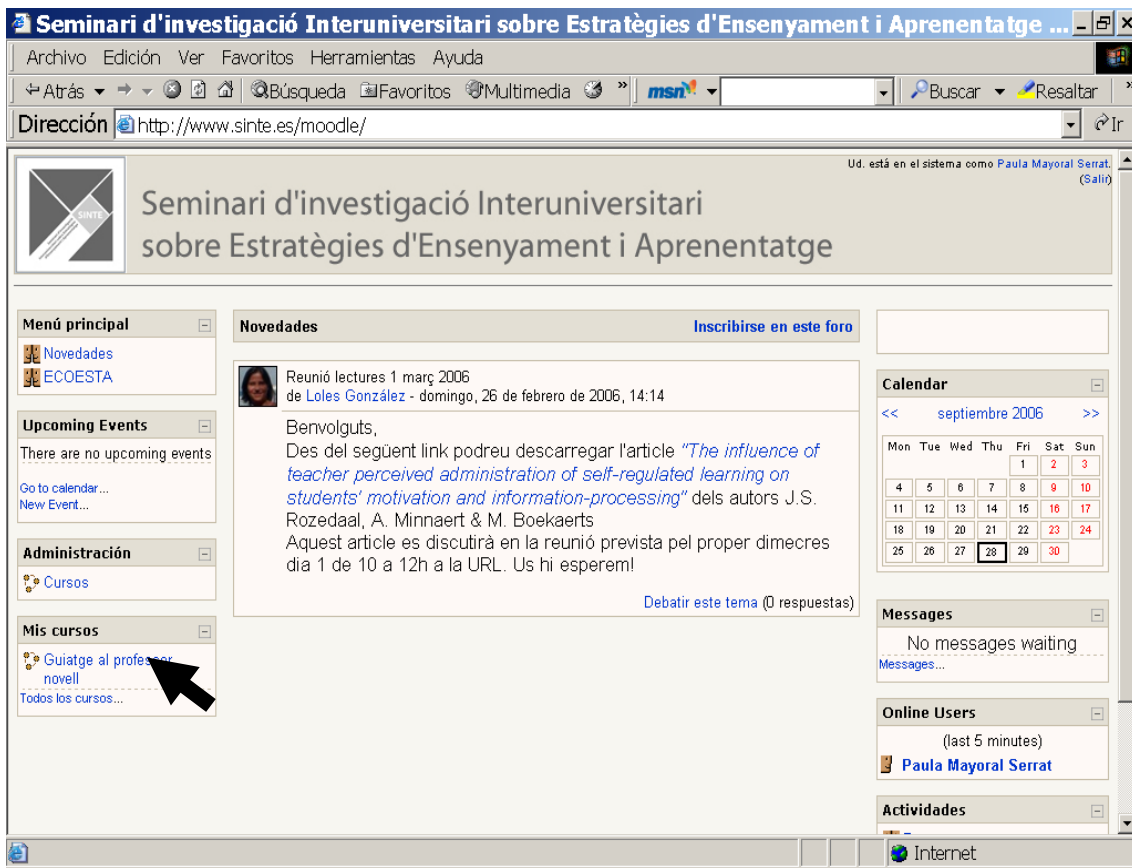 Seminari d'investigació Interuniversitari sobre Estratègies d'Ensenyament i Aprenentatge ...
Archivo Edición Ver Favoritos Herramientas Ayuda
Atrás Búsqueda Favoritos Multimedia » msn Buscar Resaltar »
Dirección http://www.sinte.es/moodle/ Ir
Ud. está en el sistema como Paula Mayoral Serrat.
(Salir)
SINTE
Seminari d'investigació Interuniversitari
sobre Estratègies d'Ensenyament i Aprenentatge
Menú principal
Novedades
ECOESTA
Upcoming Events
There are no upcoming events
Go to calendar...
New Event...
Administración
Cursos
Mis cursos
Guiatge al professor
novell
Todos los cursos...
Novedades Inscribirse en este foro
Reunió lectures 1 març 2006
de Loles González - domingo, 26 de febrero de 2006, 14:14
Benvolguts,
Des del següent link podreu descarregar l'article "The influence of
teacher perceived administration of self-regulated learning on
students' motivation and information-processing" dels autors J.S.
Rozedaal, A. Minnaert & M. Boekaerts
Aquest article es discutirà en la reunió prevista pel proper dimecres
dia 1 de 10 a 12h a la URL. Us hi esperem!
Debatir este tema (0 respuestas)
Calendar
<< septiembre 2006 >>
Mon Tue Wed Thu Fri Sat Sun
1 2 3
4 5 6 7 8 9 10
11 12 13 14 15 16 17
18 19 20 21 22 23 24
25 26 27 28 29 30
Messages
No messages waiting
Messages...
Online Users
(last 5 minutes)
Paula Mayoral Serrat
Actividades
Internet